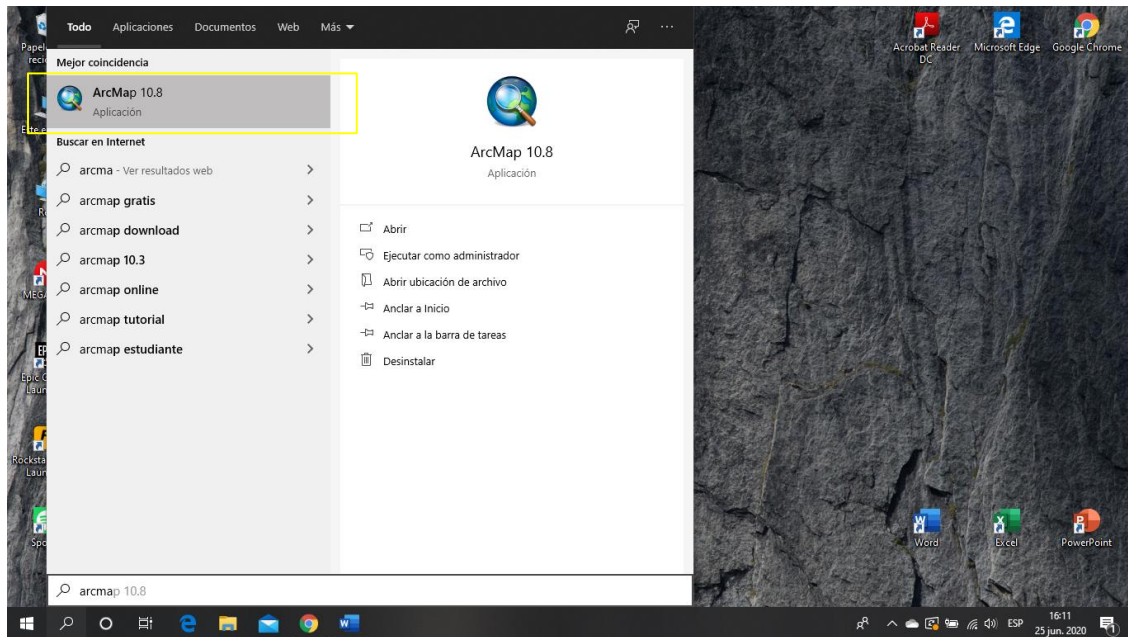 Todo Aplicaciones Documentos Web Más
Mejor coincidencia
ArcMap 10.8
Aplicación
Buscar en Internet
arcma - Ver resultados web
arcmap gratis
arcmap download
arcmap 10.3
arcmap online
arcmap tutorial
arcmap estudiante
ArcMap 10.8
Aplicación
Abrir
Ejecutar como administrador
Abrir ubicación de archivo
Anclar a Inicio
Anclar a la barra de tareas
Desinstalar
arcmap 10.8
Acrobat Reader DC
Microsoft Edge
Google Chrome
Word
Excel
PowerPoint
ESP
16:11
25 jun. 2020